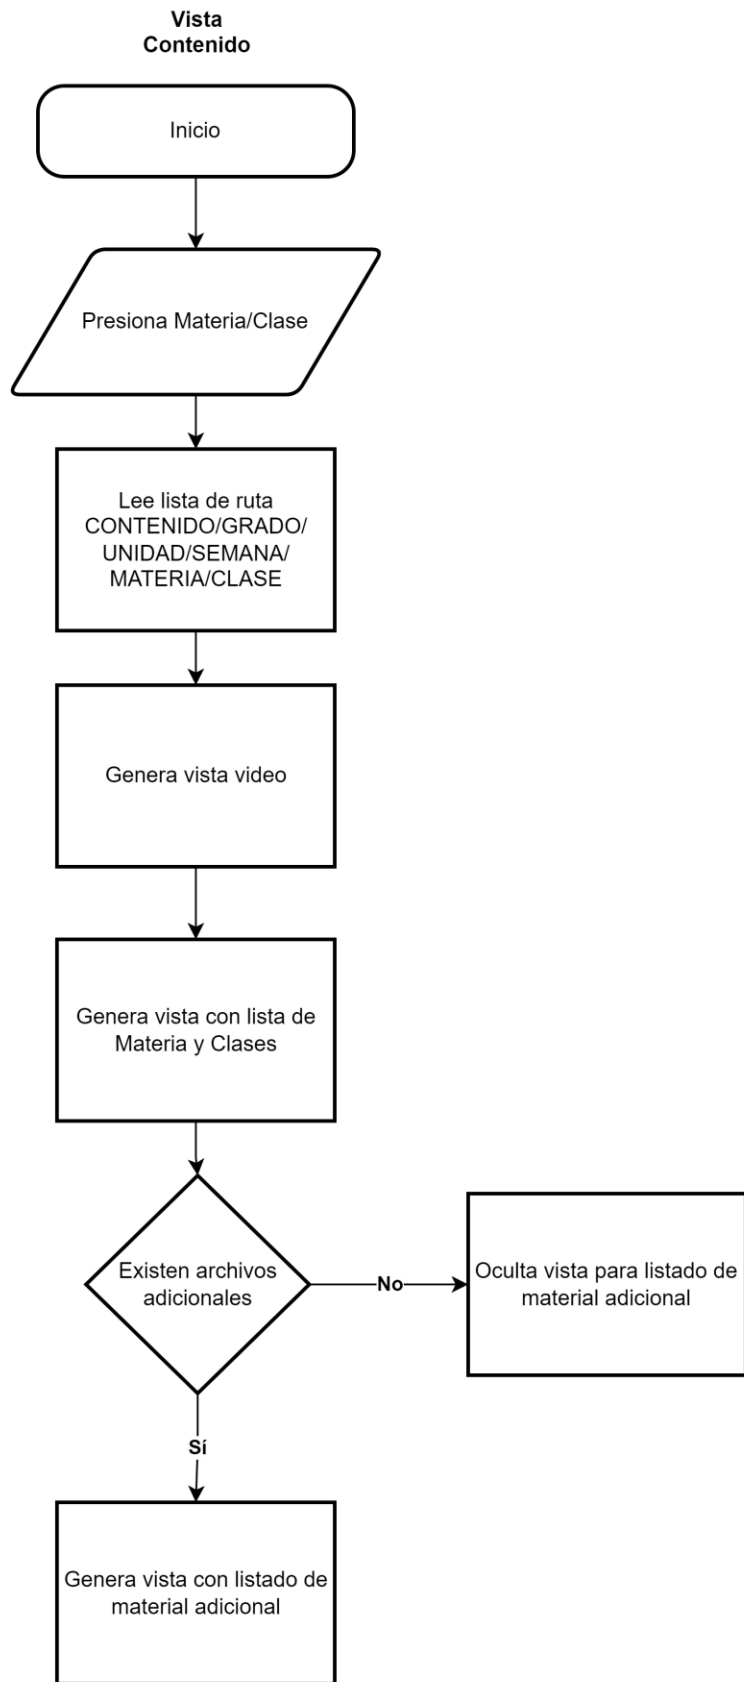 Vista
Contenido
Inicio
Presiona Materia/Clase
Lee lista de ruta
CONTENIDO/GRADO/
UNIDAD/SEMANA/
MATERIA/CLASE
Genera vista video
Genera vista con lista de
Materia y Clases
Existen archivos
adicionales
No
Oculta vista para listado de
material adicional
Sí
Genera vista con listado de
material adicional